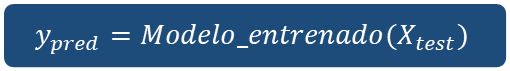 y_pred = Modelo_entrenado(X_test)